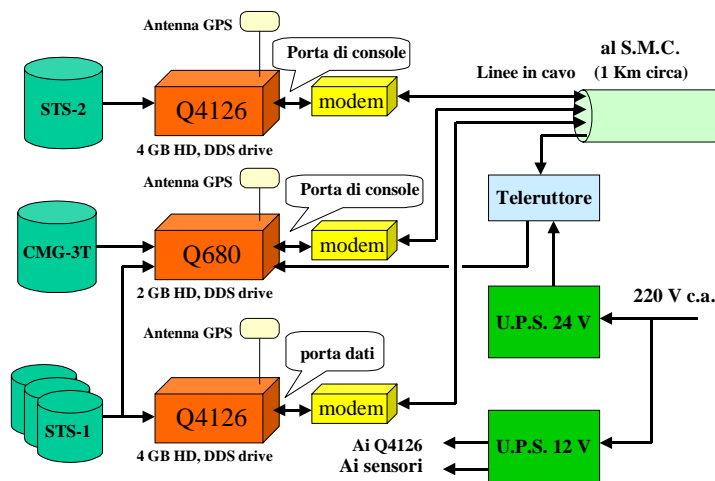 Antenna GPS
Porta di console
al S.M.C.
(1 Km circa)
Linee in cavo
STS-2
Q4126
modem
4 GB HD, DDS drive
Antenna GPS
Porta di console
Teleruttore
CMG-3T
Q680
modem
2 GB HD, DDS drive
220 V c.a.
U.P.S. 24 V
Antenna GPS
porta dati
STS-1
Q4126
modem
4 GB HD, DDS drive
Ai Q4126
Ai sensori
U.P.S. 12 V